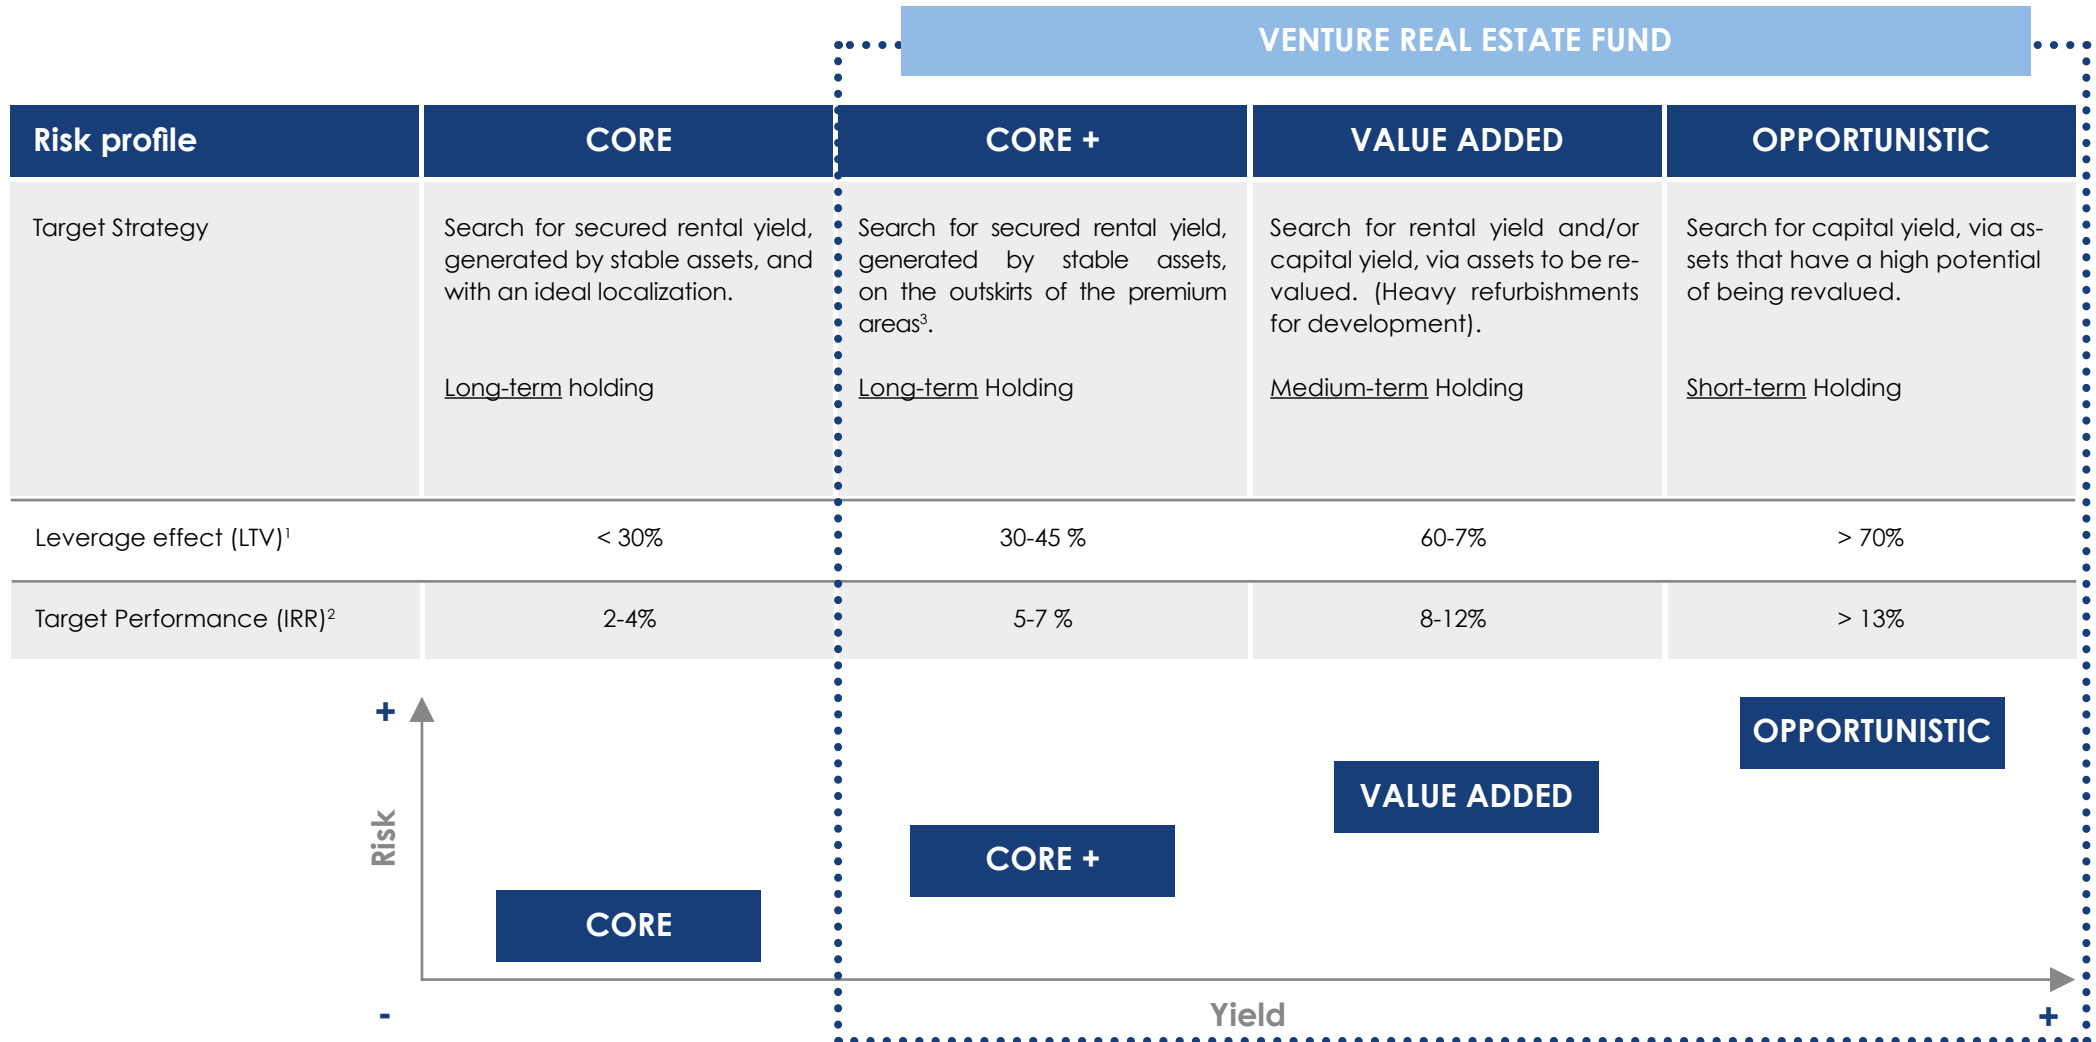 VENTURE REAL ESTATE FUND
Risk profile
CORE
CORE +
VALUE ADDED
OPPORTUNISTIC
Target Strategy
Search for secured rental yield,
generated by stable assets, and
with an ideal localization.
Long-term holding
Search for secured rental yield,
generated by stable assets,
on the outskirts of the premium
areas³.
Long-term Holding
Search for rental yield and/or
capital yield, via assets to be re-
valued. (Heavy refurbishments
for development).
Medium-term Holding
Search for capital yield, via as-
sets that have a high potential
of being revalued.
Short-term Holding
Leverage effect (LTV)¹
< 30%
30-45 %
60-7%
> 70%
Target Performance (IRR)²
2-4%
5-7 %
8-12%
> 13%
+
OPPORTUNISTIC
VALUE ADDED
Risk
CORE +
CORE
-
Yield
+